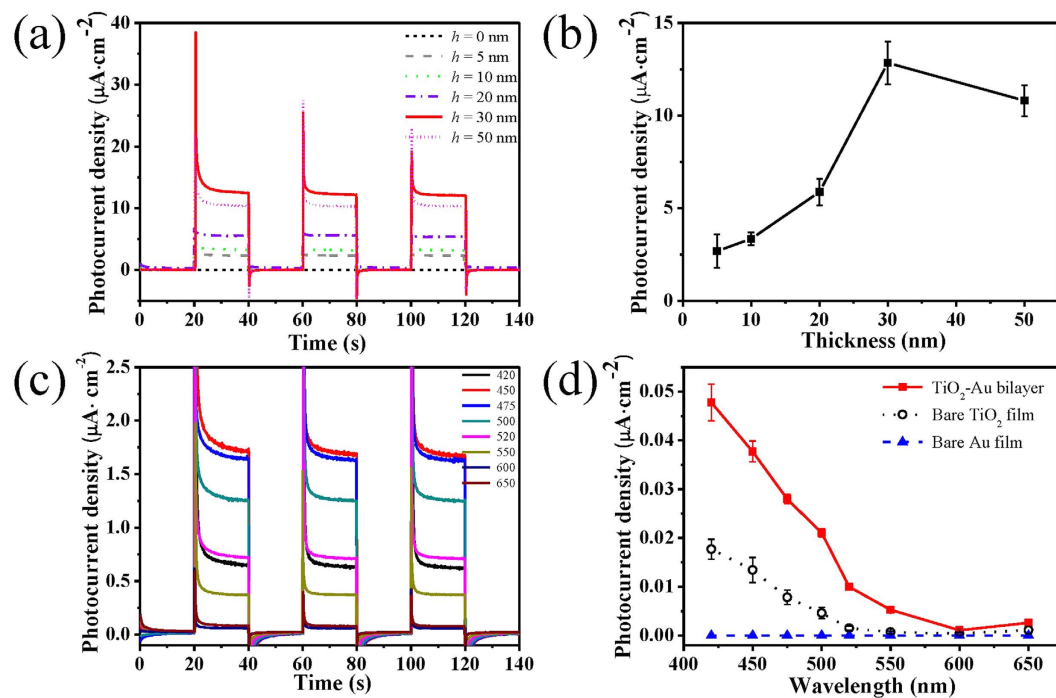 (a)
Photocurrent density (μA·cm⁻²)
40
30
20
10
0
h = 0 nm
h = 5 nm
h = 10 nm
h = 20 nm
h = 30 nm
h = 50 nm
0 20 40 60 80 100 120 140
Time (s)
(b)
Photocurrent density (μA·cm⁻²)
15
10
5
0
0 10 20 30 40 50
Thickness (nm)
(c)
Photocurrent density (μA· cm⁻²)
2.5
2.0
1.5
1.0
0.5
0.0
420
450
475
500
520
550
600
650
0 20 40 60 80 100 120 140
Time (s)
(d)
Photocurrent density (μA·cm⁻²)
0.05
0.04
0.03
0.02
0.01
0.00
TiO₂-Au bilayer
Bare TiO₂ film
Bare Au film
400 450 500 550 600 650
Wavelength (nm)